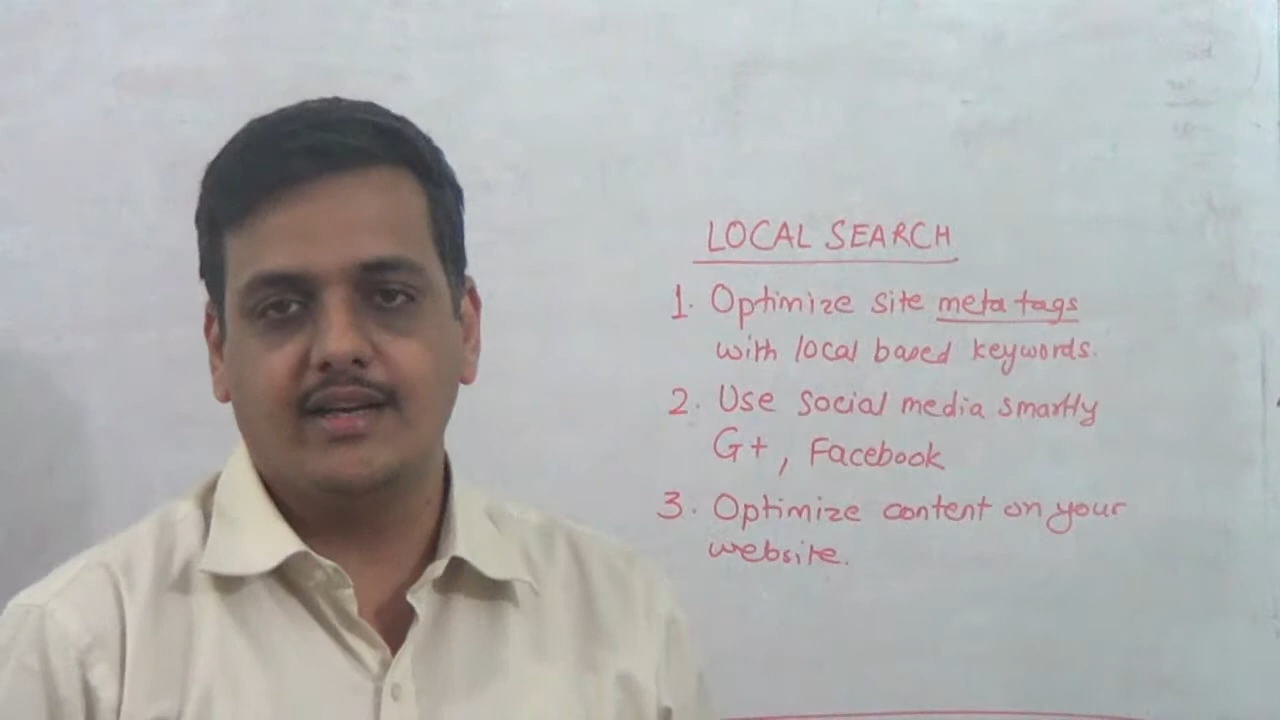 LOCAL SEARCH
1. Optimize site meta tags
with local based keywords.
2. Use social media smartly
G+, Facebook
3. Optimize content on your
website.